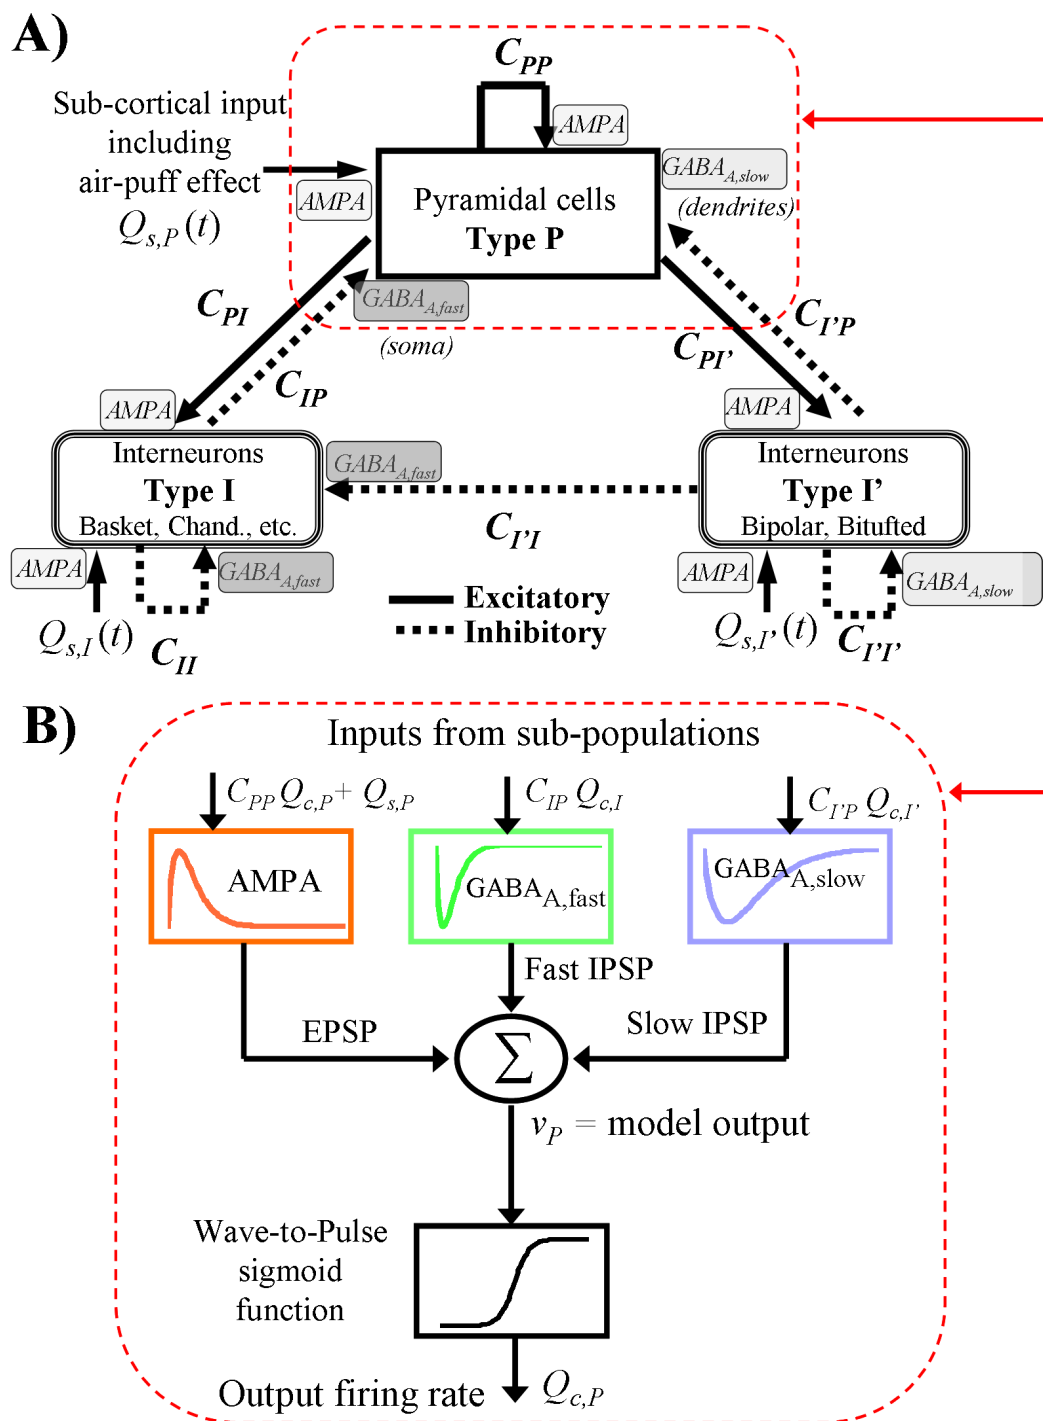 A)
C_PP
Sub-cortical input
including
air-puff effect
Q_s,P (t)
AMPA
AMPA
GABA_A,slow
(dendrites)
Pyramidal cells
Type P
GABA_A,fast
(soma)
C_PI
C_IP
C_I'P
C_PI'
AMPA
AMPA
Interneurons
Type I
Basket, Chand., etc.
GABA_A,fast
C_I'I
Interneurons
Type I'
Bipolar, Bitufted
AMPA
GABA_A,fast
Q_s,I (t)
C_II
Excitatory
Inhibitory
AMPA
GABA_A,slow
Q_s,I' (t)
C_I'I'
B)
Inputs from sub-populations
C_PP Q_c,P + Q_s,P
C_IP Q_c,I
C_I'P Q_c,I'
AMPA
GABA_A,fast
GABA_A,slow
Fast IPSP
EPSP
Slow IPSP
Σ
v_P = model output
Wave-to-Pulse
sigmoid
function
Output firing rate
Q_c,P